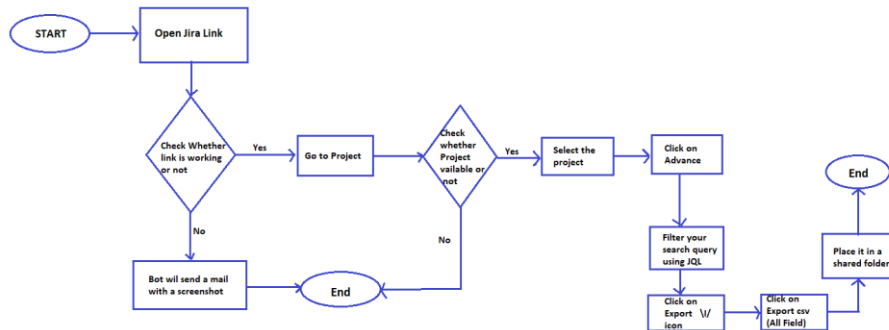 START
Open Jira Link
Check Whether
link is working
or not
Yes
Go to Project
Check
whether
Project
vailable or
not
Yes
Select the
project
Click on
Advance
No
No
Bot wil send a mail
with a screenshot
End
Filter your
search query
using JQL
Click on
Export \I/
icon
Click on
Export csv
(All Field)
Place it in a
shared folder
End